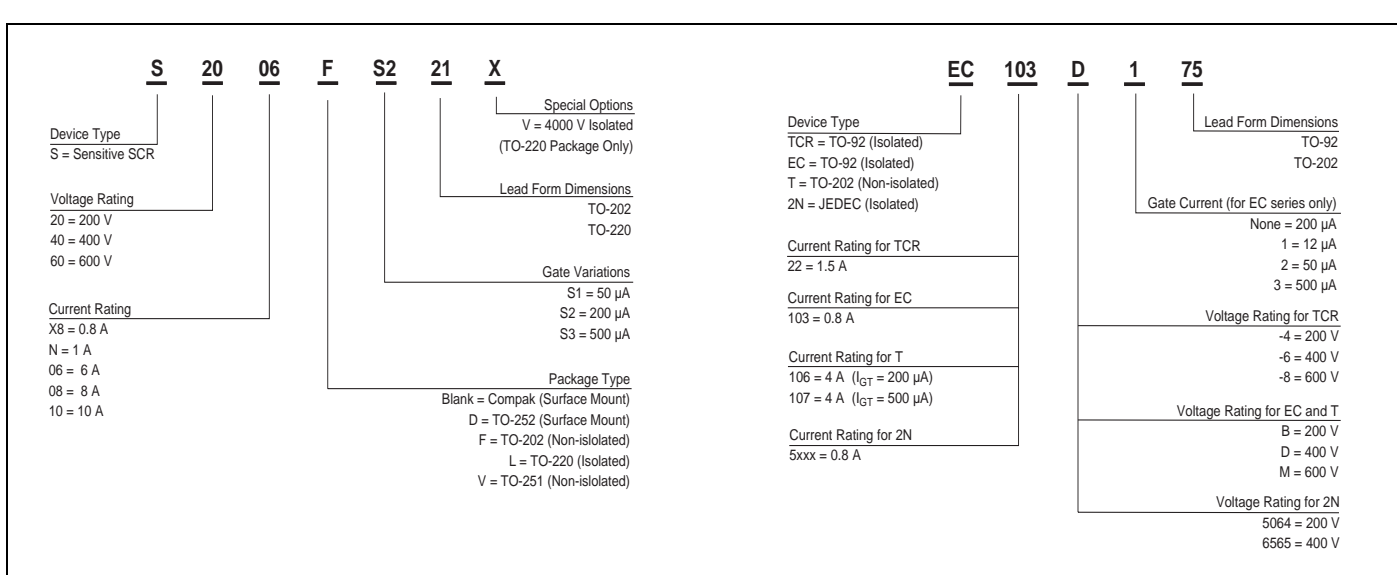 S 20 06 F S2 21 X
Device Type
S = Sensitive SCR
Voltage Rating
20 = 200 V
40 = 400 V
60 = 600 V
Current Rating
X8 = 0.8 A
N = 1 A
06 = 6 A
08 = 8 A
10 = 10 A
Special Options
V = 4000 V Isolated
(TO-220 Package Only)
Lead Form Dimensions
TO-202
TO-220
Gate Variations
S1 = 50 µA
S2 = 200 µA
S3 = 500 µA
Package Type
Blank = Compak (Surface Mount)
D = TO-252 (Surface Mount)
F = TO-202 (Non-islolated)
L = TO-220 (Isolated)
V = TO-251 (Non-islolated)
EC 103 D 1 75
Device Type
TCR = TO-92 (Isolated)
EC = TO-92 (Isolated)
T = TO-202 (Non-isolated)
2N = JEDEC (Isolated)
Current Rating for TCR
22 = 1.5 A
Current Rating for EC
103 = 0.8 A
Current Rating for T
106 = 4 A (IGT = 200 µA)
107 = 4 A (IGT = 500 µA)
Current Rating for 2N
5xxx = 0.8 A
Lead Form Dimensions
TO-92
TO-202
Gate Current (for EC series only)
None = 200 µA
1 = 12 µA
2 = 50 µA
3 = 500 µA
Voltage Rating for TCR
-4 = 200 V
-6 = 400 V
-8 = 600 V
Voltage Rating for EC and T
B = 200 V
D = 400 V
M = 600 V
Voltage Rating for 2N
5064 = 200 V
6565 = 400 V